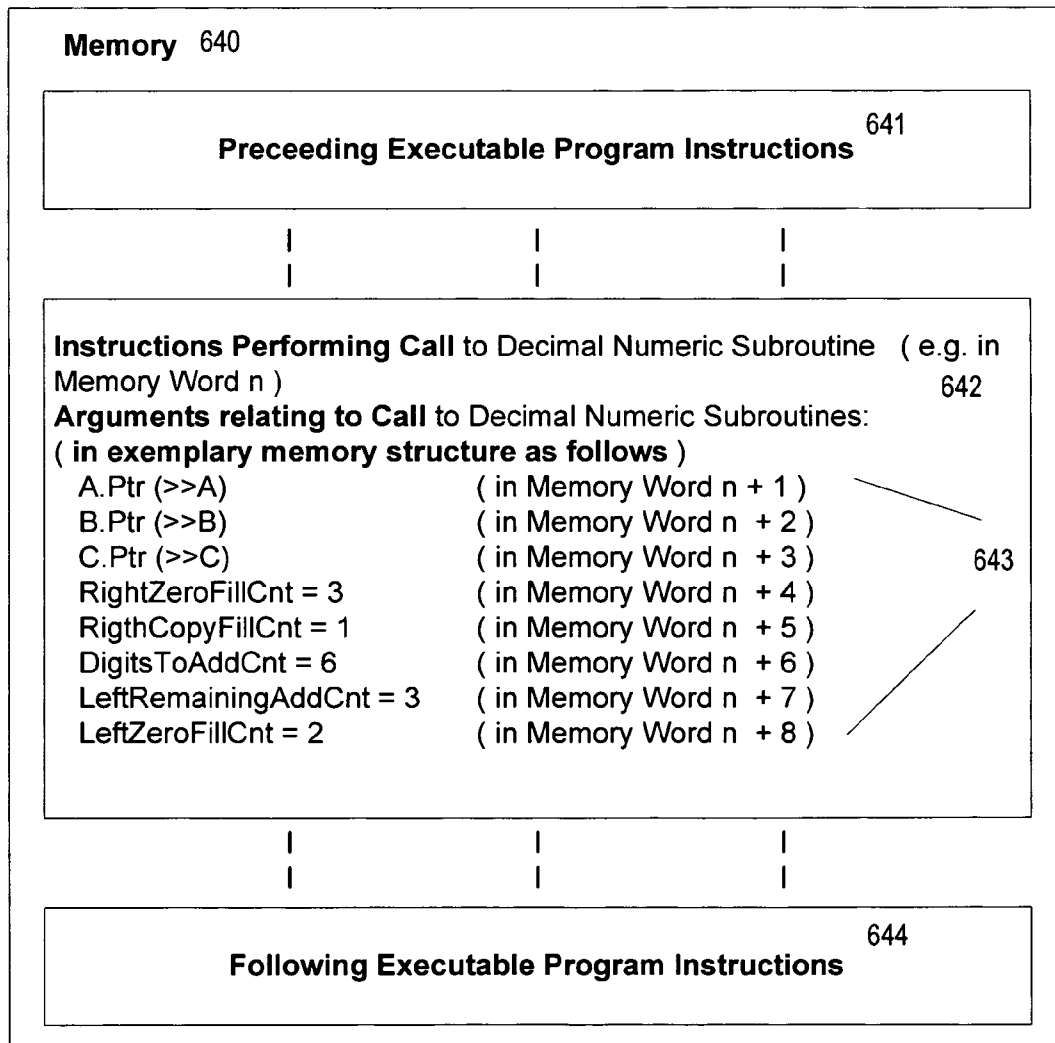 Memory 640
641
Preceeding Executable Program Instructions
Instructions Performing Call to Decimal Numeric Subroutine ( e.g. in
Memory Word n )
642
Arguments relating to Call to Decimal Numeric Subroutines:
( in exemplary memory structure as follows )
A.Ptr (>>A) ( in Memory Word n + 1 )
B.Ptr (>>B) ( in Memory Word n + 2 )
C.Ptr (>>C) ( in Memory Word n + 3 )
643
RightZeroFillCnt = 3 ( in Memory Word n + 4 )
RigthCopyFillCnt = 1 ( in Memory Word n + 5 )
DigitsToAddCnt = 6 ( in Memory Word n + 6 )
LeftRemainingAddCnt = 3 ( in Memory Word n + 7 )
LeftZeroFillCnt = 2 ( in Memory Word n + 8 )
644
Following Executable Program Instructions